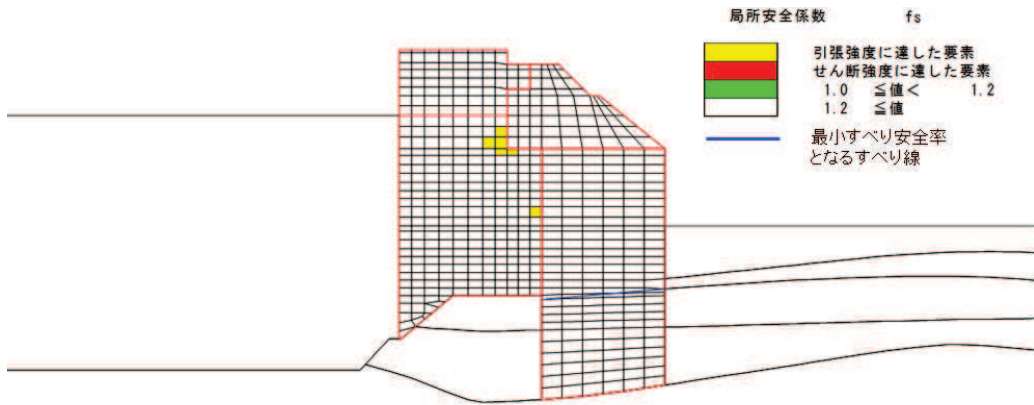 局所安全係数 fs
引張強度に達した要素
せん断強度に達した要素
1.0 ≦値< 1.2
1.2 ≦値
最小すべり安全率
となるすべり線